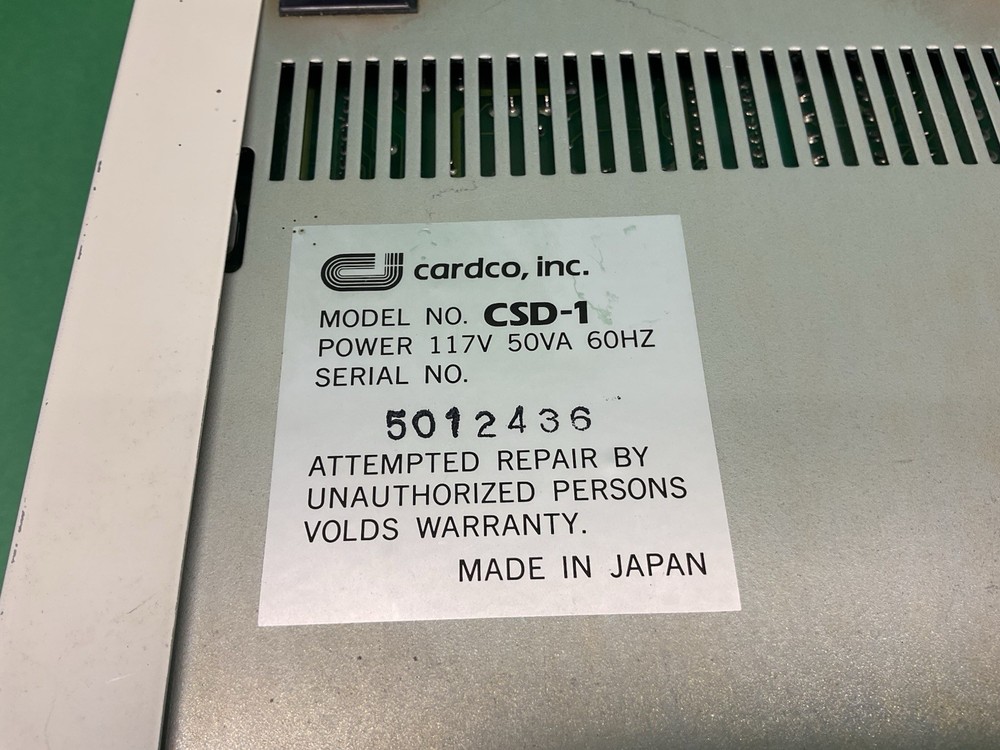 cardco, inc.
MODEL NO. CSD-1
POWER 117V 50VA 60HZ
SERIAL NO.
5012436
ATTEMPTED REPAIR BY
UNAUTHORIZED PERSONS
VOLDS WARRANTY.
MADE IN JAPAN